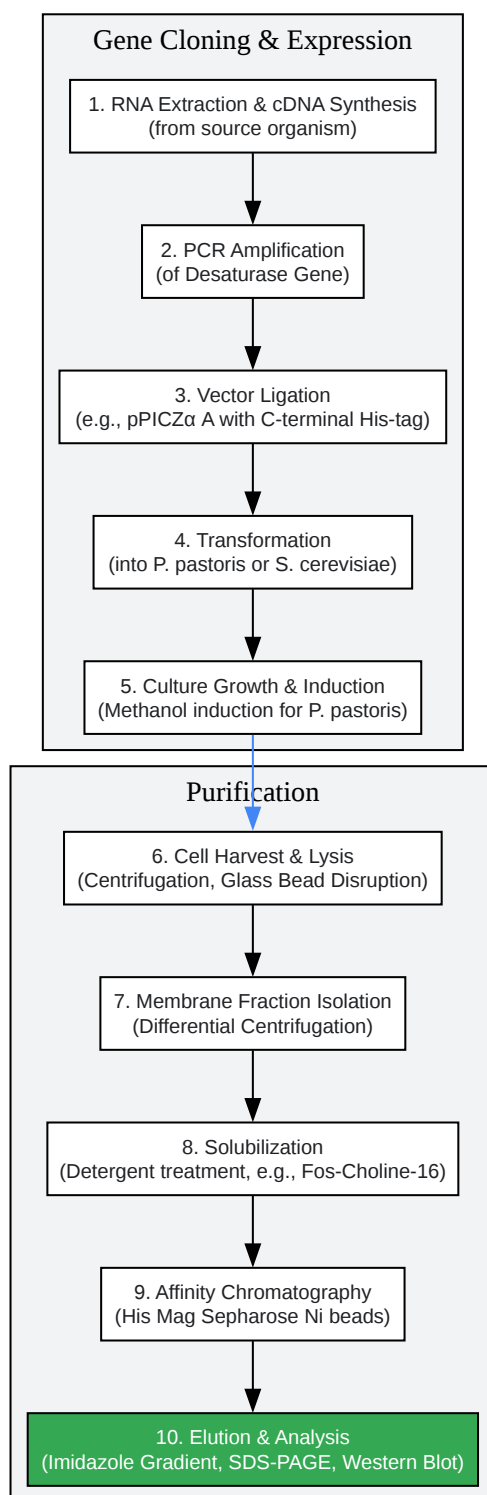 Gene Cloning & Expression
1. RNA Extraction & cDNA Synthesis
(from source organism)
2. PCR Amplification
(of Desaturase Gene)
3. Vector Ligation
(e.g., pPICZα A with C-terminal His-tag)
4. Transformation
(into P. pastoris or S. cerevisiae)
5. Culture Growth & Induction
(Methanol induction for P. pastoris)
Purification
6. Cell Harvest & Lysis
(Centrifugation, Glass Bead Disruption)
7. Membrane Fraction Isolation
(Differential Centrifugation)
8. Solubilization
(Detergent treatment, e.g., Fos-Choline-16)
9. Affinity Chromatography
(His Mag Sepharose Ni beads)
10. Elution & Analysis
(Imidazole Gradient, SDS-PAGE, Western Blot)